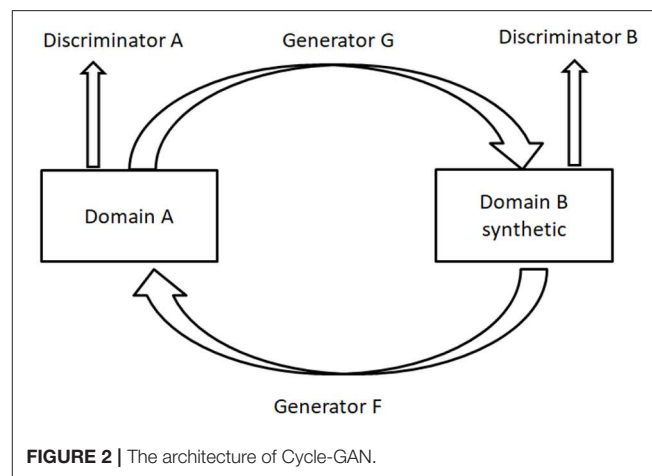 Discriminator A
Generator G
Discriminator B
Domain A
Domain B
synthetic
Generator F
FIGURE 2 | The architecture of Cycle-GAN.